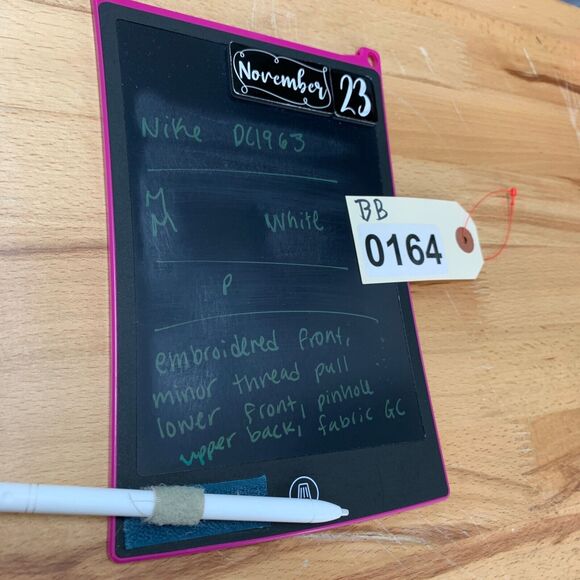 November 23
Nike DC1963
M
M White
BB
0164
P
embroidered front,
minor thread pull
lower front, pinhole
upper back, fabric GC